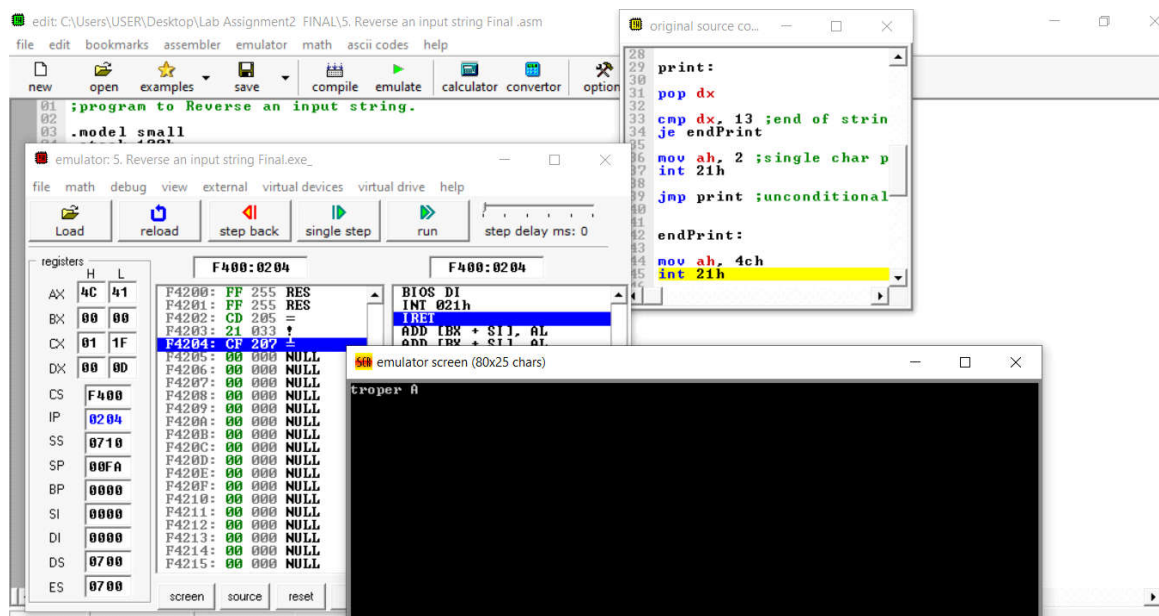 edit: C:\Users\USER\Desktop\Lab Assignment2 FINAL\5. Reverse an input string Final .asm
file edit bookmarks assembler emulator math ascii codes help
new open examples save compile emulate calculator convertor option
01 ;program to Reverse an input string.
02
03 .model small
original source co...
28
29 print:
30
31 pop dx
32
33 cmp dx, 13 ;end of strin
34 je endPrint
35
36 mov ah, 2 ;single char p
37 int 21h
38
39 jmp print ;unconditional
40
41
42 endPrint:
43
44 mov ah, 4ch
45 int 21h
emulator: 5. Reverse an input string Final.exe_
file math debug view external virtual devices virtual drive help
Load reload step back single step run step delay ms: 0
registers
H L
F400:0204 F400:0204
AX 4C 41
BX 00 00
CX 01 1F
DX 00 0D
CS F400
IP 0204
SS 0710
SP 00FA
BP 0000
SI 0000
DI 0000
DS 0700
ES 0700
F4200: FF 255 RES
F4201: FF 255 RES
F4202: CD 205 =
F4203: 21 033 !
F4204: CF 207 ╧
F4205: 00 000 NULL
F4206: 00 000 NULL
F4207: 00 000 NULL
F4208: 00 000 NULL
F4209: 00 000 NULL
F420A: 00 000 NULL
F420B: 00 000 NULL
F420C: 00 000 NULL
F420D: 00 000 NULL
F420E: 00 000 NULL
F420F: 00 000 NULL
F4210: 00 000 NULL
F4211: 00 000 NULL
F4212: 00 000 NULL
F4213: 00 000 NULL
F4214: 00 000 NULL
F4215: 00 000 NULL
BIOS DI
INT 021h
IRET
ADD [BX + SI], AL
ADD [BX + SI], AL
screen source reset
emulator screen (80x25 chars)
troper A